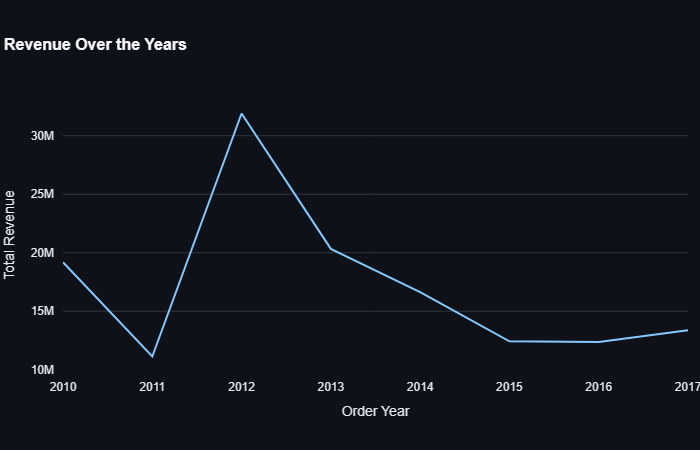 Revenue Over the Years
Total Revenue
30M
25M
20M
15M
10M
2010 2011 2012 2013 2014 2015 2016 2017
Order Year